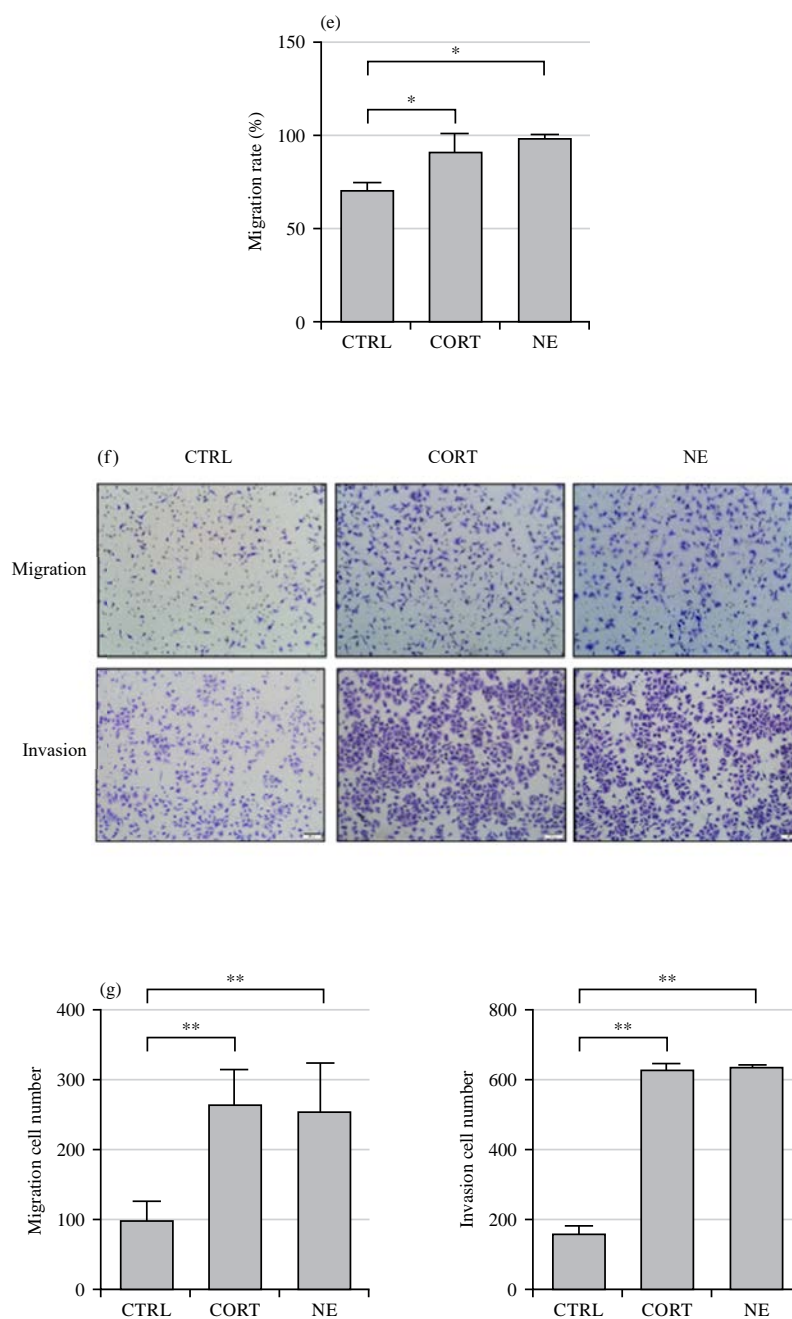 (e)
150
100
50
0
Migration rate (%)
*
*
CTRL CORT NE
(f) CTRL CORT NE
Migration
Invasion
(g)
400
300
200
100
0
Migration cell number
**
**
CTRL CORT NE
800
600
400
200
0
Invasion cell number
**
**
CTRL CORT NE